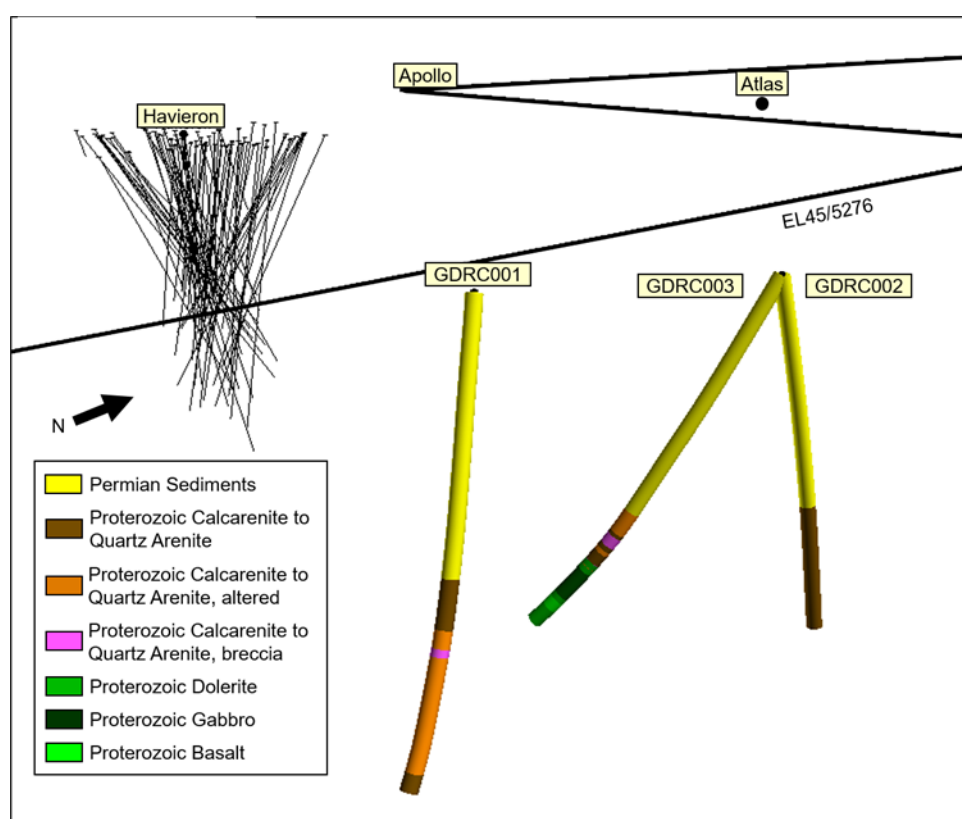 Apollo
Atlas
Havieron
EL45/5276
GDRC001
GDRC003
GDRC002
N
Permian Sediments
Proterozoic Calcarenite to
Quartz Arenite
Proterozoic Calcarenite to
Quartz Arenite, altered
Proterozoic Calcarenite to
Quartz Arenite, breccia
Proterozoic Dolerite
Proterozoic Gabbro
Proterozoic Basalt